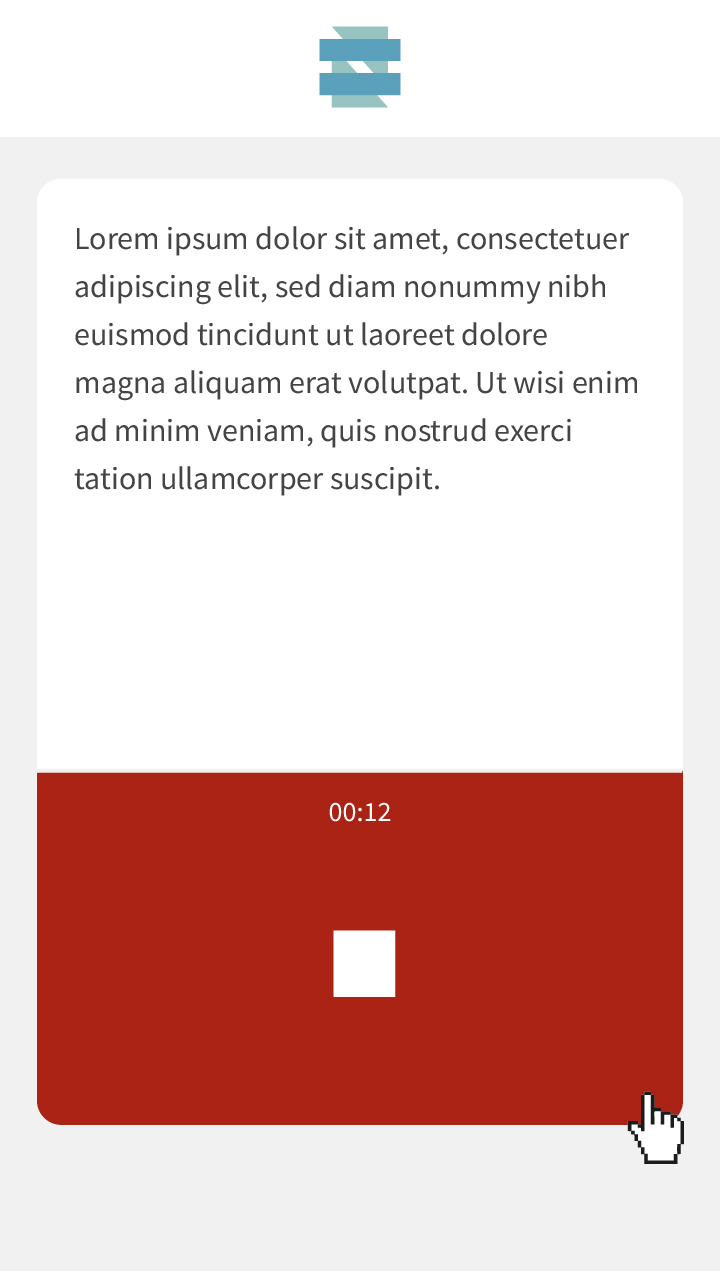 Lorem ipsum dolor sit amet, consectetuer
adipiscing elit, sed diam nonummy nibh
euismod tincidunt ut laoreet dolore
magna aliquam erat volutpat. Ut wisi enim
ad minim veniam, quis nostrud exerci
tation ullamcorper suscipit.
00:12